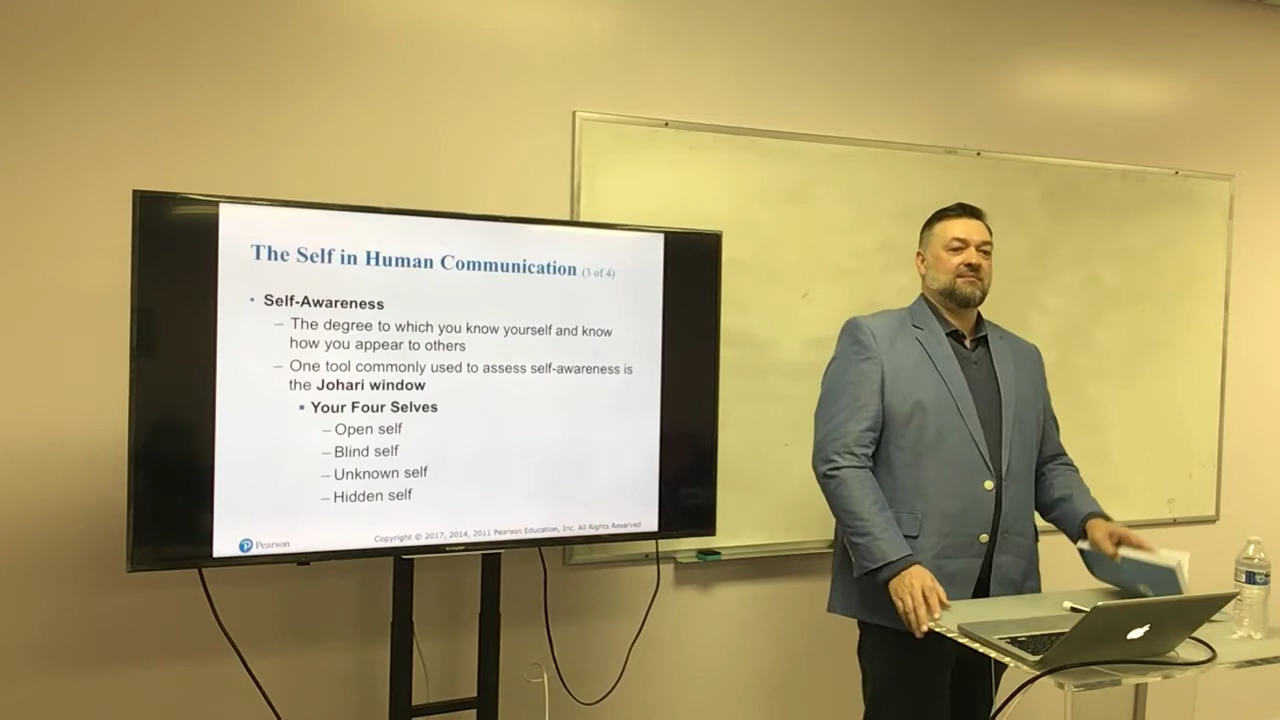 The Self in Human Communication (3 of 4)
• Self-Awareness
– The degree to which you know yourself and know
how you appear to others
– One tool commonly used to assess self-awareness is
the Johari window
▪ Your Four Selves
– Open self
– Blind self
– Unknown self
– Hidden self
Pearson
Copyright © 2017, 2014, 2011 Pearson Education, Inc. All Rights Reserved